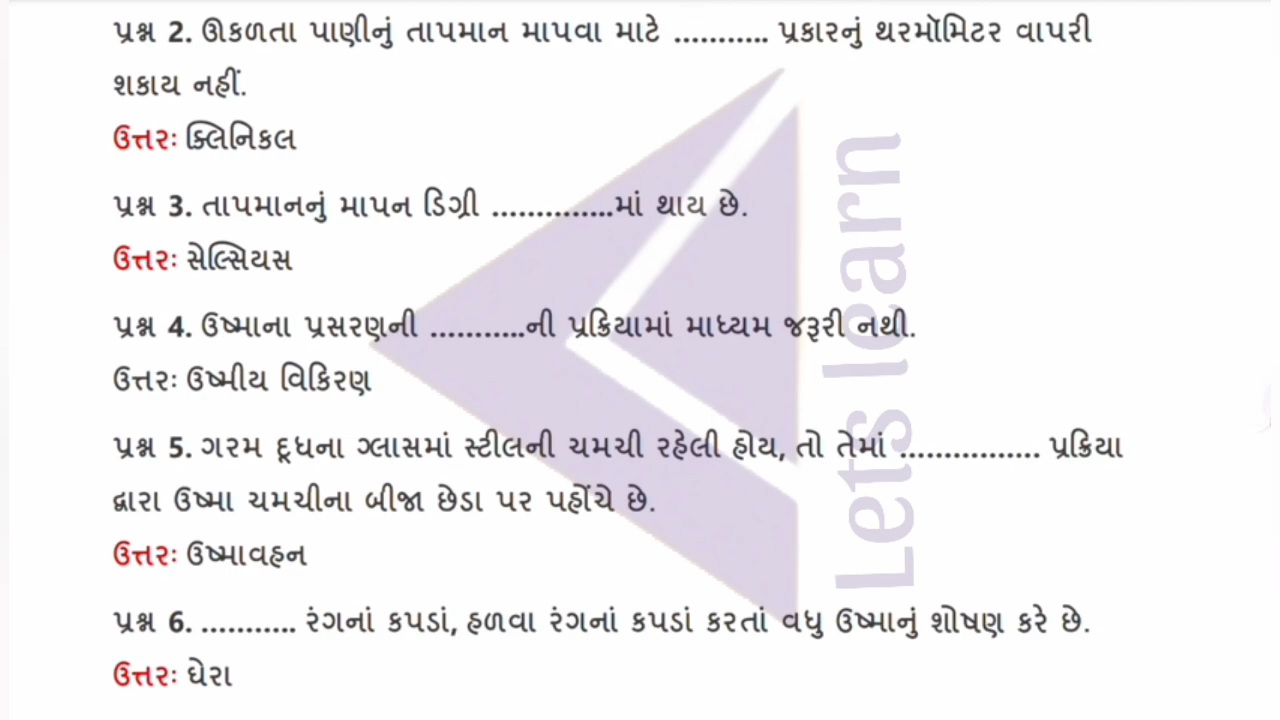 પ્રશ્ન 2. ઊકળતા પાણીનું તાપમાન માપવા માટે ........... પ્રકારનું થરમૉમિટર વાપરી
શકાય નહીં.
ઉત્તરઃ ક્લિનિકલ
પ્રશ્ન 3. તાપમાનનું માપન ડિગ્રી ..............માં થાય છે.
ઉત્તરઃ સેલ્સિયસ
પ્રશ્ન 4. ઉષ્માના પ્રસરણની ...........ની પ્રક્રિયામાં માધ્યમ જરૂરી નથી.
ઉત્તરઃ ઉષ્મીય વિકિરણ
પ્રશ્ન 5. ગરમ દૂધના ગ્લાસમાં સ્ટીલની ચમચી રહેલી હોય, તો તેમાં ................ પ્રક્રિયા
દ્વારા ઉષ્મા ચમચીના બીજા છેડા પર પહોંચે છે.
ઉત્તરઃ ઉષ્માવહન
પ્રશ્ન 6. ........... રંગનાં કપડાં, હળવા રંગનાં કપડાં કરતાં વધુ ઉષ્માનું શોષણ કરે છે.
ઉત્તરઃ ઘેરા
Lets learn